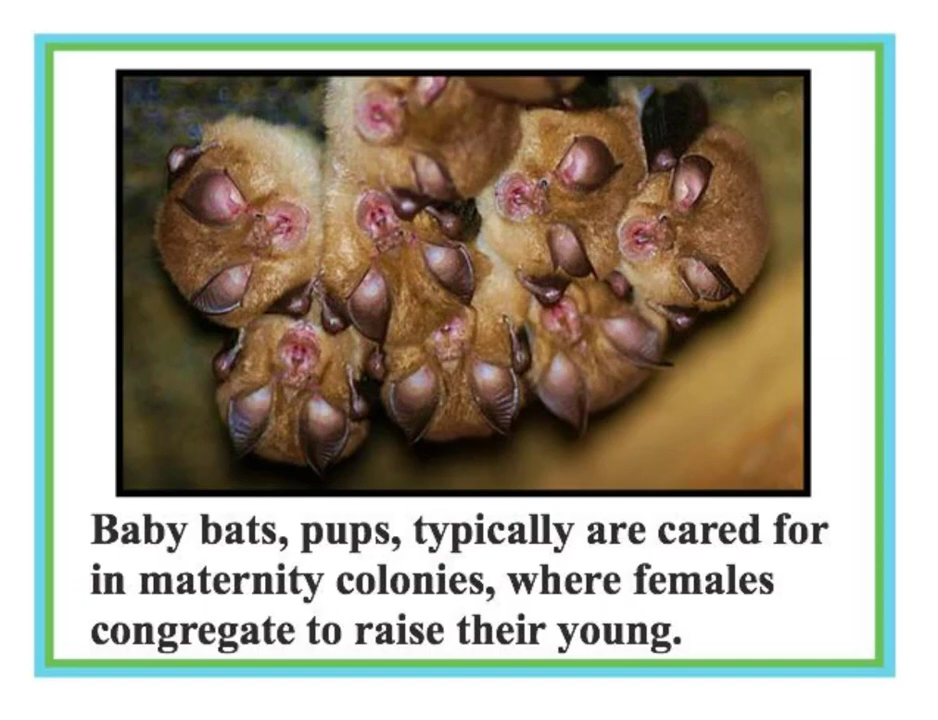 Baby bats, pups, typically are cared for
in maternity colonies, where females
congregate to raise their young.